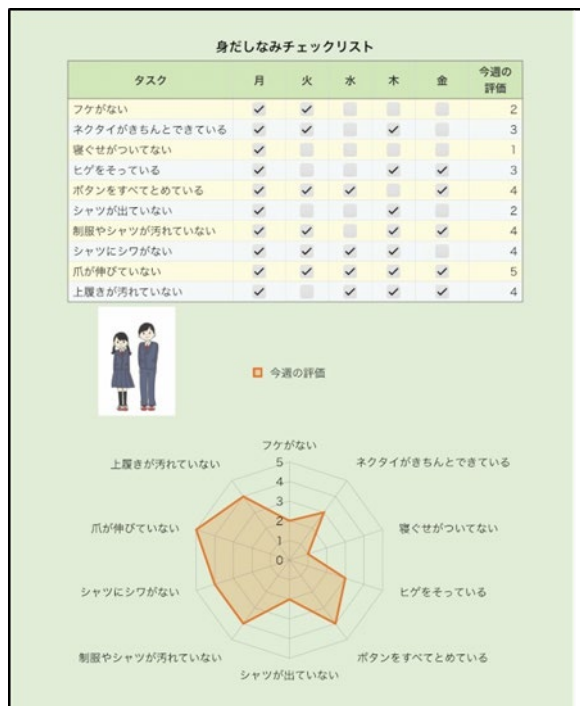 身だしなみチェックリスト
タスク 月 火 水 木 金 今週の
評価
フケがない 2
ネクタイがきちんとできている 3
寝ぐせがついてない 1
ヒゲをそっている 3
ボタンをすべてとめている 4
シャツが出ていない 2
制服やシャツが汚れていない 4
シャツにシワがない 4
爪が伸びていない 5
上履きが汚れていない 4
今週の評価
フケがない
上履きが汚れていない
ネクタイがきちんとできている
5
4
3
2
1
0
爪が伸びていない
寝ぐせがついてない
シャツにシワがない
ヒゲをそっている
制服やシャツが汚れていない
ボタンをすべてとめている
シャツが出ていない